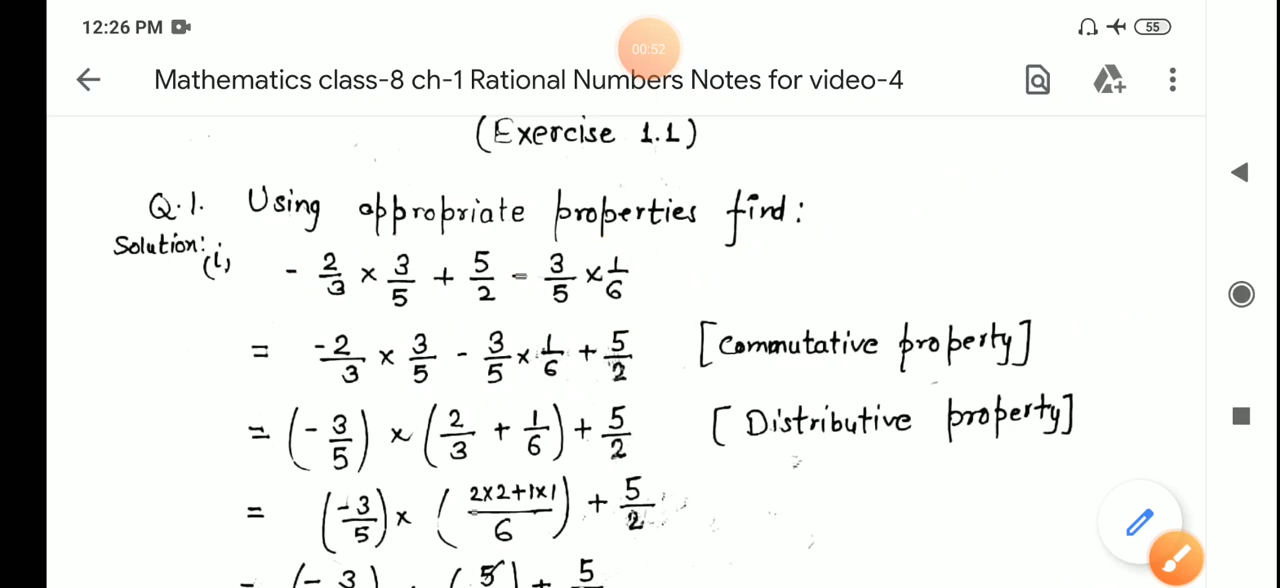 12:26 PM
55
00:52
Mathematics class-8 ch-1 Rational Numbers Notes for video-4
(Exercise 1.1)
Q.1. Using appropriate properties find:
Solution:
(i) - 2/3 × 3/5 + 5/2 - 3/5 × 1/6
= -2/3 × 3/5 - 3/5 × 1/6 + 5/2 [Commutative property]
= (-3/5) × (2/3 + 1/6) + 5/2 [Distributive property]
= (-3/5) × (2×2+1×1/6) + 5/2
= (-3) (5) + 5